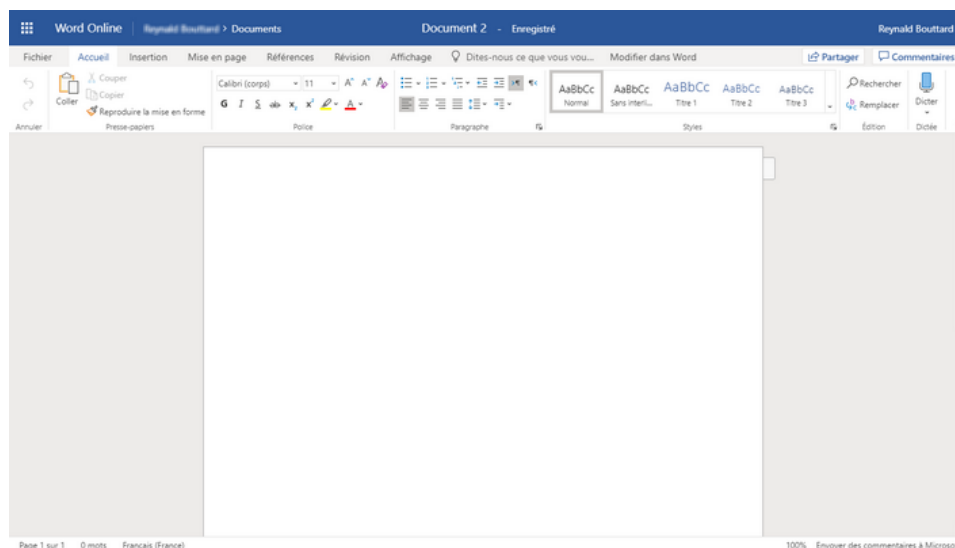 Word Online Reynald Bouttard > Documents Document 2 - Enregistré Reynald Bouttard
Fichier Accueil Insertion Mise en page Références Révision Affichage Dites-nous ce que vous vou... Modifier dans Word Partager Commentaires
Coller
Couper
Copier
Reproduire la mise en forme
Calibri (corps) 11
G I S ab x, x' A
AaBbCc AaBbCc AaBbCc AaBbCc AaBbCc
Normal Sans interli... Titre 1 Titre 2 Titre 3
Rechercher
Remplacer
Dicter
Annuler Presse-papiers Police Paragraphe Styles Édition Dictée
Page 1 sur 1 0 mots Français (France) 100% Envoyer des commentaires à Microso